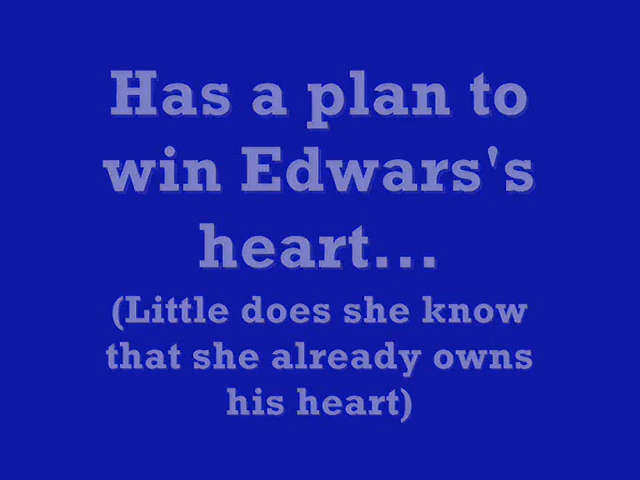 Has a plan to
win Edwars's
heart...
(Little does she know
that she already owns
his heart)